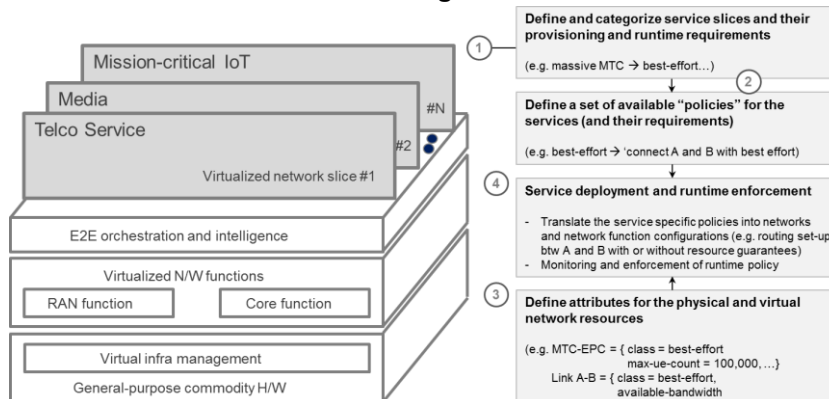 Mission-critical IoT
#N
Media
#2
Telco Service
Virtualized network slice #1
E2E orchestration and intelligence
Virtualized N/W functions
RAN function
Core function
Virtual infra management
General-purpose commodity H/W
1
Define and categorize service slices and their
provisioning and runtime requirements
(e.g. massive MTC → best-effort…)
2
Define a set of available “policies” for the
services (and their requirements)
(e.g. best-effort → ‘connect A and B with best effort)
4
Service deployment and runtime enforcement
- Translate the service specific policies into networks
and network function configurations (e.g. routing set-up
btw A and B with or without resource guarantees)
- Monitoring and enforcement of runtime policy
3
Define attributes for the physical and virtual
network resources
(e.g. MTC-EPC = { class = best-effort
max-ue-count = 100,000, …}
Link A-B = { class = best-effort,
available-bandwidth